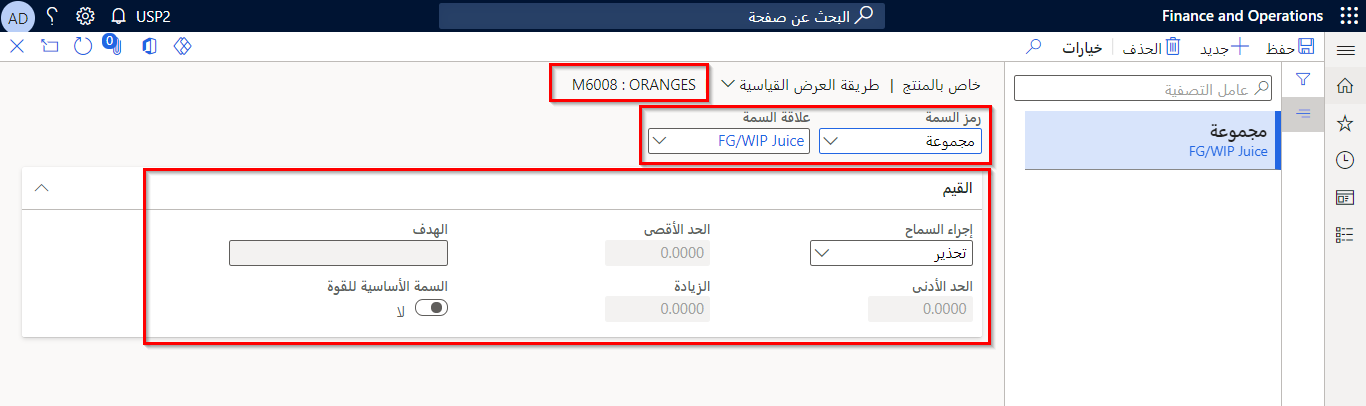 Finance and Operations
البحث عن صفحة
USP2
؟
AD
حفظ
جديد
الحذف
خيارات
0
عامل التصفية
مجموعة
FG/WIP Juice
خاص بالمنتج | طريقة العرض القياسية
M6008 : ORANGES
رمز السمة
علاقة السمة
مجموعة
FG/WIP Juice
القيم
إجراء السماح
الحد الأقصى
الهدف
تحذير
0.0000
الحد الأدنى
الزيادة
السمة الأساسية للقوة
0.0000
0.0000
لا